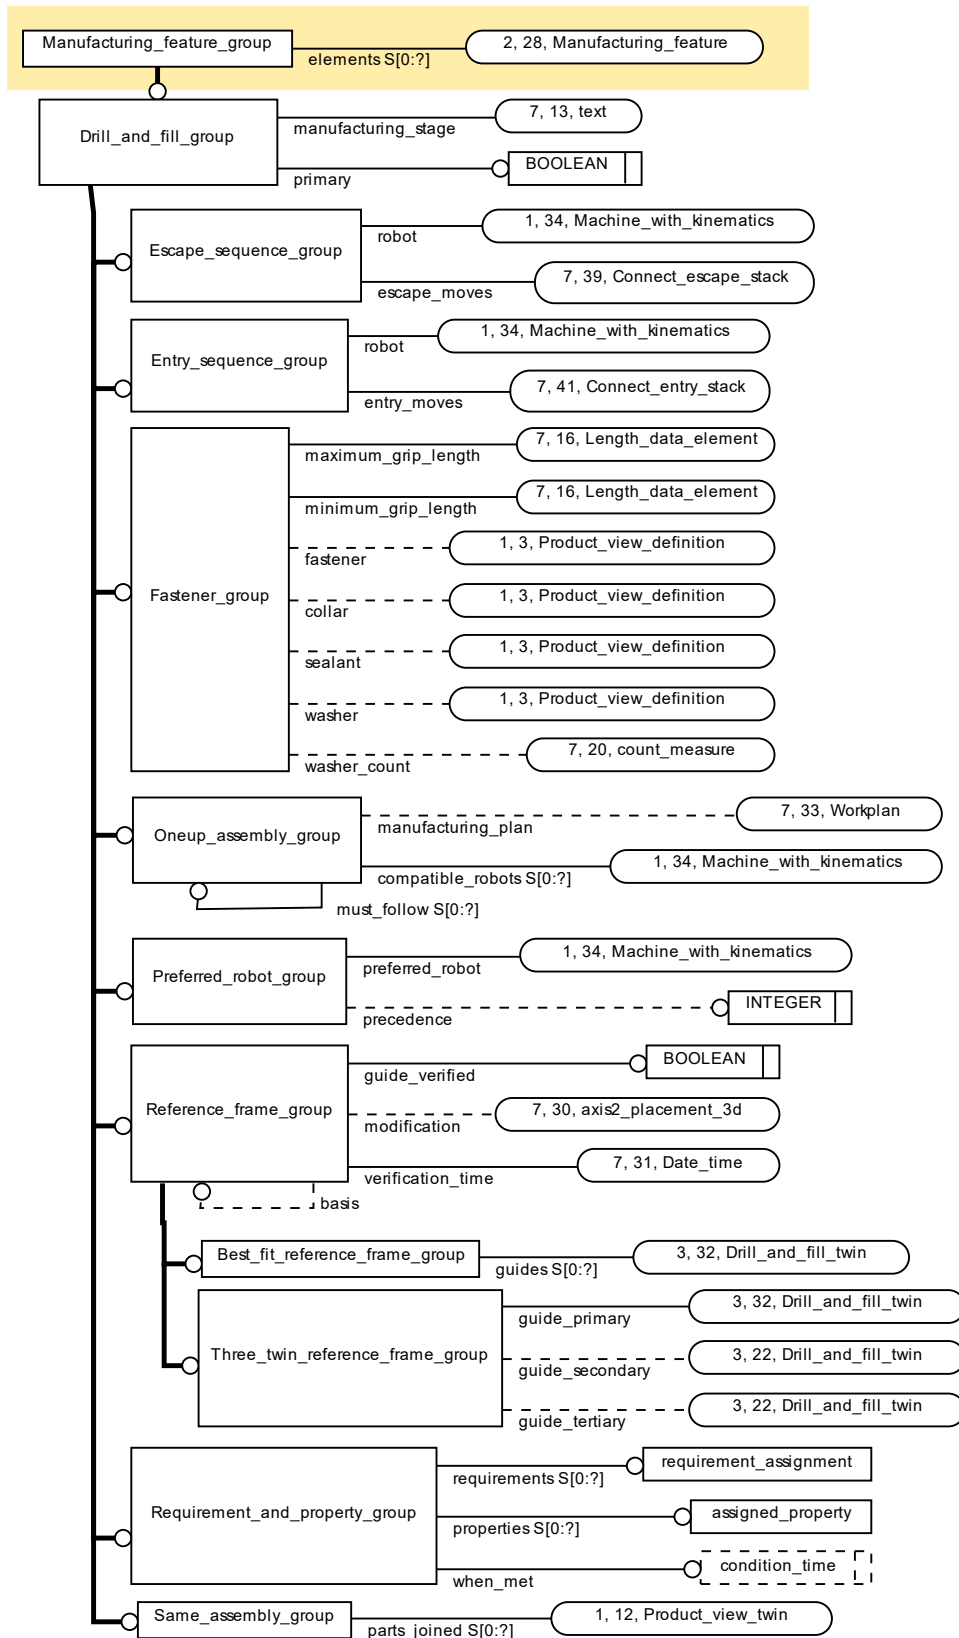 Manufacturing_feature_group
elements S[0:?]
2, 28, Manufacturing_feature
Drill_and_fill_group
manufacturing_stage
7, 13, text
primary
BOOLEAN
Escape_sequence_group
robot
1, 34, Machine_with_kinematics
escape_moves
7, 39, Connect_escape_stack
Entry_sequence_group
robot
1, 34, Machine_with_kinematics
entry_moves
7, 41, Connect_entry_stack
Fastener_group
maximum_grip_length
7, 16, Length_data_element
minimum_grip_length
7, 16, Length_data_element
fastener
1, 3, Product_view_definition
collar
1, 3, Product_view_definition
sealant
1, 3, Product_view_definition
washer
1, 3, Product_view_definition
washer_count
7, 20, count_measure
Oneup_assembly_group
manufacturing_plan
7, 33, Workplan
compatible_robots S[0:?]
1, 34, Machine_with_kinematics
must_follow S[0:?]
Preferred_robot_group
preferred_robot
1, 34, Machine_with_kinematics
precedence
INTEGER
Reference_frame_group
guide_verified
BOOLEAN
modification
7, 30, axis2_placement_3d
verification_time
7, 31, Date_time
basis
Best_fit_reference_frame_group
guides S[0:?]
3, 32, Drill_and_fill_twin
Three_twin_reference_frame_group
guide_primary
3, 32, Drill_and_fill_twin
guide_secondary
3, 22, Drill_and_fill_twin
guide_tertiary
3, 22, Drill_and_fill_twin
Requirement_and_property_group
requirements S[0:?]
requirement_assignment
properties S[0:?]
assigned_property
when_met
condition_time
Same_assembly_group
parts_joined S[0:?]
1, 12, Product_view_twin